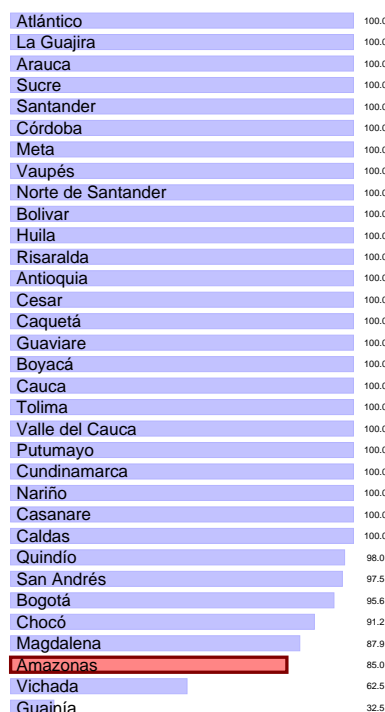 Atlántico 100.0
La Guajira 100.0
Arauca 100.0
Sucre 100.0
Santander 100.0
Córdoba 100.0
Meta 100.0
Vaupés 100.0
Norte de Santander 100.0
Bolivar 100.0
Huila 100.0
Risaralda 100.0
Antioquia 100.0
Cesar 100.0
Caquetá 100.0
Guaviare 100.0
Boyacá 100.0
Cauca 100.0
Tolima 100.0
Valle del Cauca 100.0
Putumayo 100.0
Cundinamarca 100.0
Nariño 100.0
Casanare 100.0
Caldas 100.0
Quindío 98.0
San Andrés 97.5
Bogotá 95.6
Chocó 91.2
Magdalena 87.9
Amazonas 85.0
Vichada 62.5
Guainía 32.5